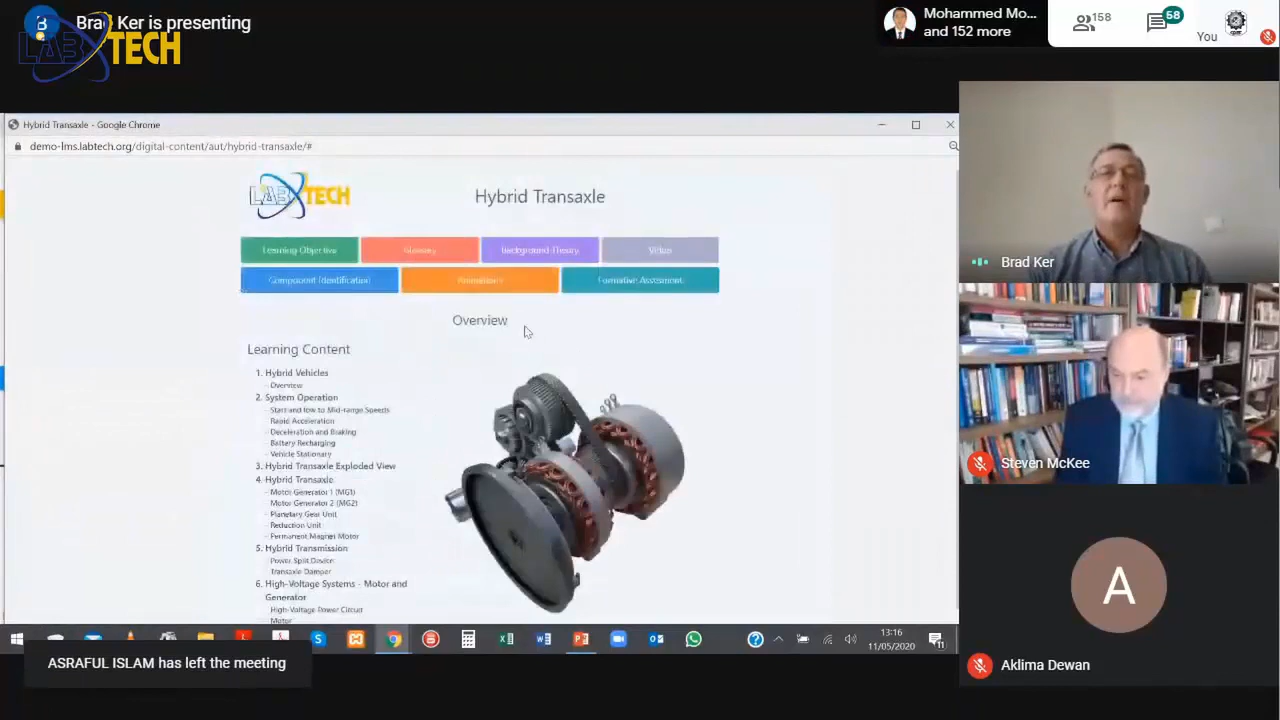 B
Brad Ker is presenting
LABTECH
Mohammed Mo...
and 152 more
158
58
You
Hybrid Transaxle - Google Chrome
demo-lms.labtech.org/digital-content/aut/hybrid-transaxle/#
LABTECH
Hybrid Transaxle
Learning Objective
Glossary
Background Theory
Video
Component Identification
Animations
Formative Assessment
Overview
Learning Content
1. Hybrid Vehicles
- Overview
2. System Operation
- Start and low to Mid-range Speeds
- Rapid Acceleration
- Deceleration and Braking
- Battery Recharging
- Vehicle Stationary
3. Hybrid Transaxle Exploded View
4. Hybrid Transaxle
- Motor Generator 1 (MG1)
- Motor Generator 2 (MG2)
- Planetary Gear Unit
- Reduction Unit
- Permanent Magnet Motor
5. Hybrid Transmission
- Power Split Device
- Transaxle Damper
6. High-Voltage Systems - Motor and
Generator
- High-Voltage Power Circuit
- Motor
Brad Ker
Steven McKee
A
Aklima Dewan
13:16
11/05/2020
11
ASRAFUL ISLAM has left the meeting